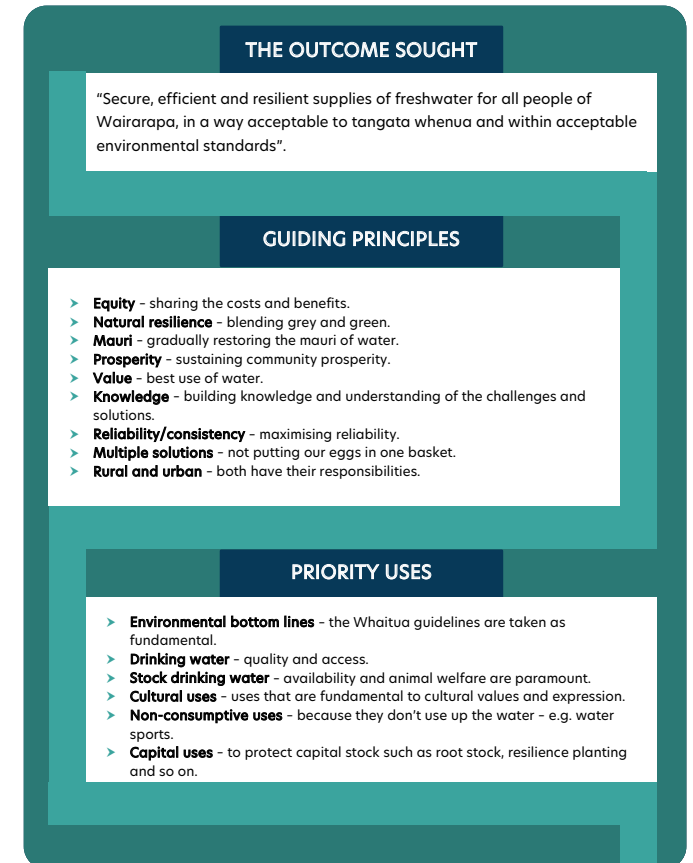 THE OUTCOME SOUGHT
“Secure, efficient and resilient supplies of freshwater for all people of
Wairarapa, in a way acceptable to tangata whenua and within acceptable
environmental standards”.
GUIDING PRINCIPLES
➤ Equity – sharing the costs and benefits.
➤ Natural resilience – blending grey and green.
➤ Mauri – gradually restoring the mauri of water.
➤ Prosperity – sustaining community prosperity.
➤ Value – best use of water.
➤ Knowledge – building knowledge and understanding of the challenges and
solutions.
➤ Reliability/consistency – maximising reliability.
➤ Multiple solutions – not putting our eggs in one basket.
➤ Rural and urban – both have their responsibilities.
PRIORITY USES
➤ Environmental bottom lines – the Whaitua guidelines are taken as
fundamental.
➤ Drinking water – quality and access.
➤ Stock drinking water – availability and animal welfare are paramount.
➤ Cultural uses – uses that are fundamental to cultural values and expression.
➤ Non-consumptive uses – because they don’t use up the water – e.g. water
sports.
➤ Capital uses – to protect capital stock such as root stock, resilience planting
and so on.